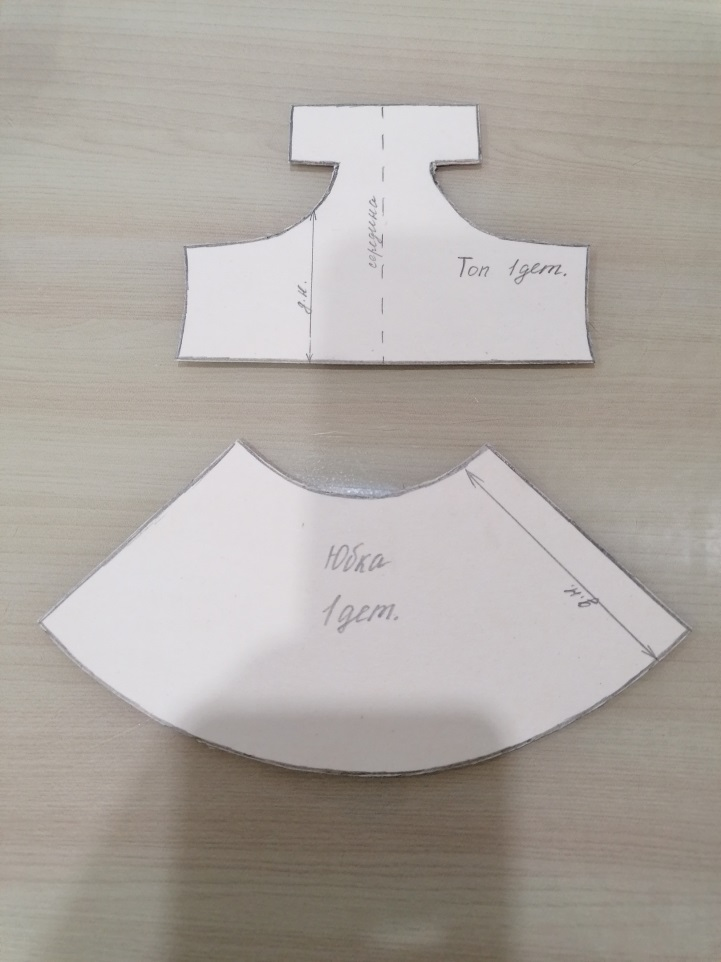 середина
Топ 1дет.
д.н.
Юбка
1дет.
д.н.